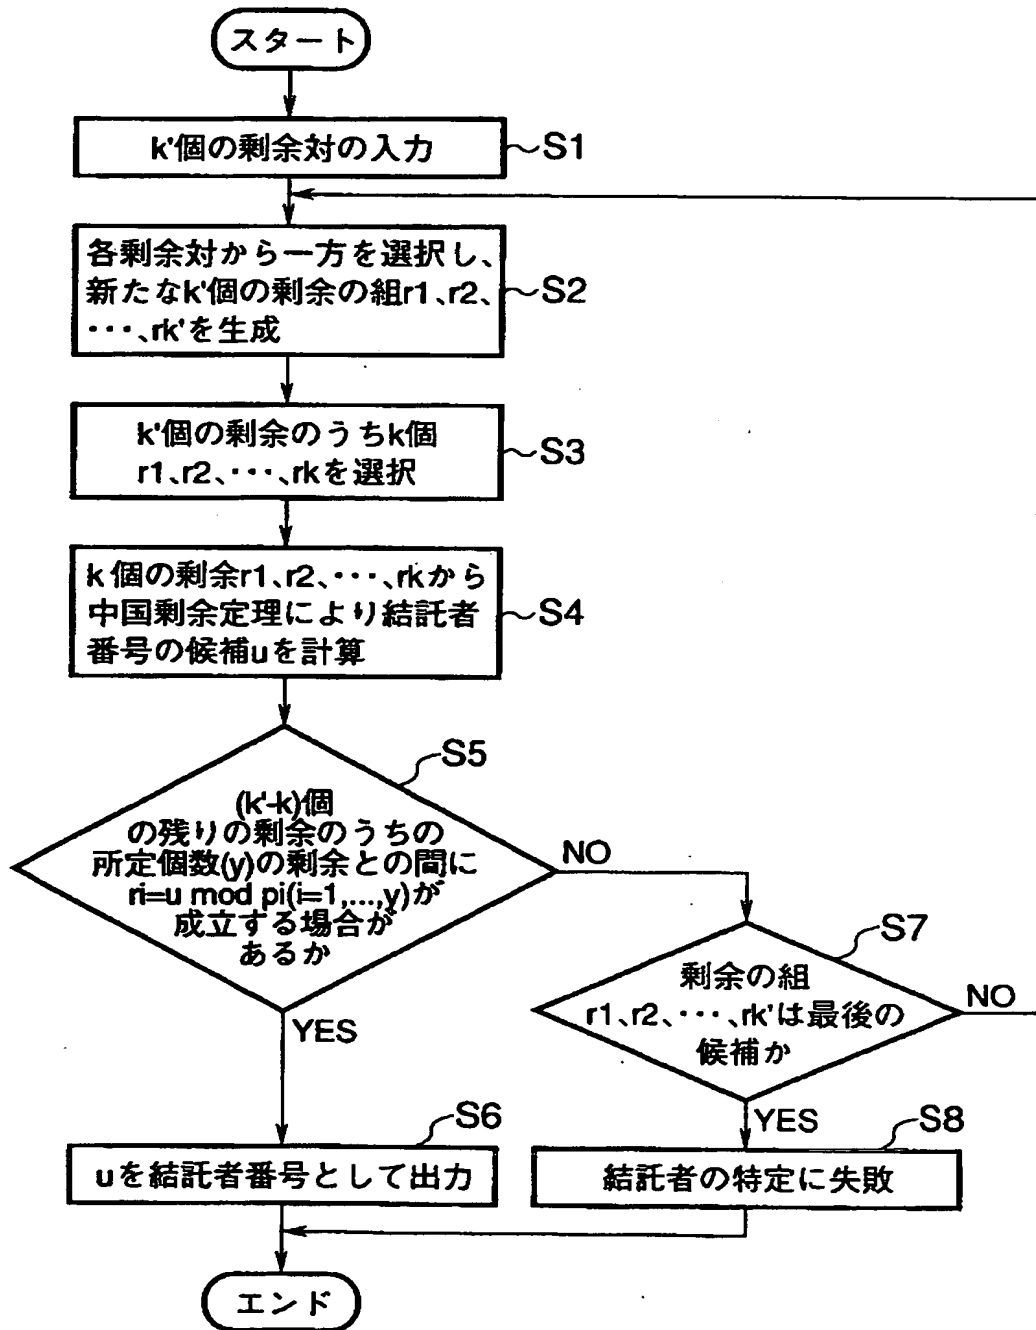 スタート
k'個の剰余対の入力
S1
各剰余対から一方を選択し、
新たなk'個の剰余の組r1、r2、
・・・、rk'を生成
S2
k'個の剰余のうちk個
r1、r2、・・・、rkを選択
S3
k個の剰余r1、r2、・・・、rkから
中国剰余定理により結託者
番号の候補uを計算
S4
S5
(k'-k)個
の残りの剰余のうちの
所定個数(y)の剰余との間に
ri=u mod pi(i=1,...,y)が
成立する場合が
あるか
NO
YES
S7
剰余の組
r1、r2、・・・、rk'は最後の
候補か
NO
YES
S6
uを結託者番号として出力
S8
結託者の特定に失敗
エンド